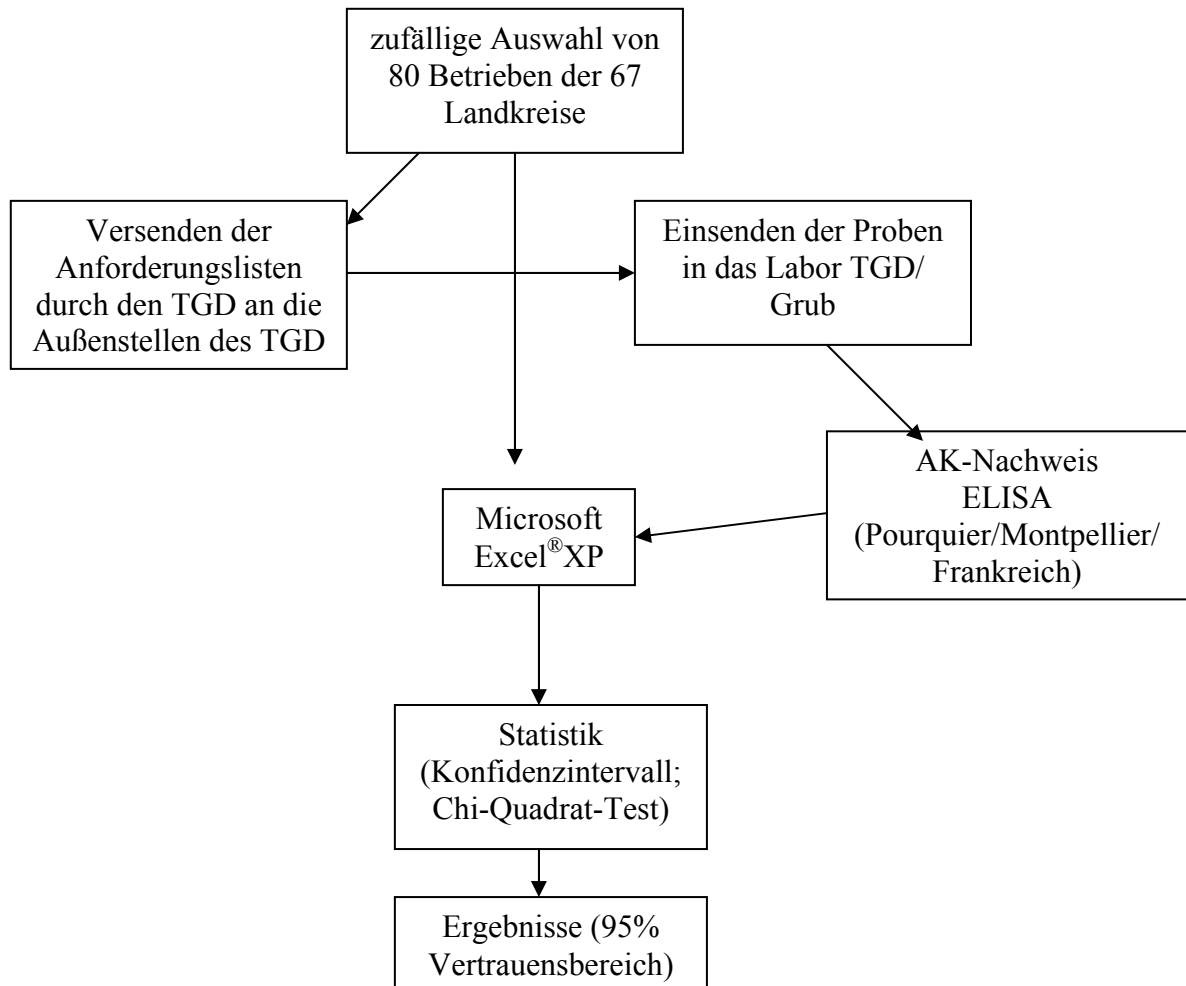 zufällige Auswahl von
80 Betrieben der 67
Landkreise
Versenden der
Anforderungslisten
durch den TGD an die
Außenstellen des TGD
Einsenden der Proben
in das Labor TGD/
Grub
AK-Nachweis
ELISA
(Pourquier/Montpellier/
Frankreich)
Microsoft
Excel®XP
Statistik
(Konfidenzintervall;
Chi-Quadrat-Test)
Ergebnisse (95%
Vertrauensbereich)